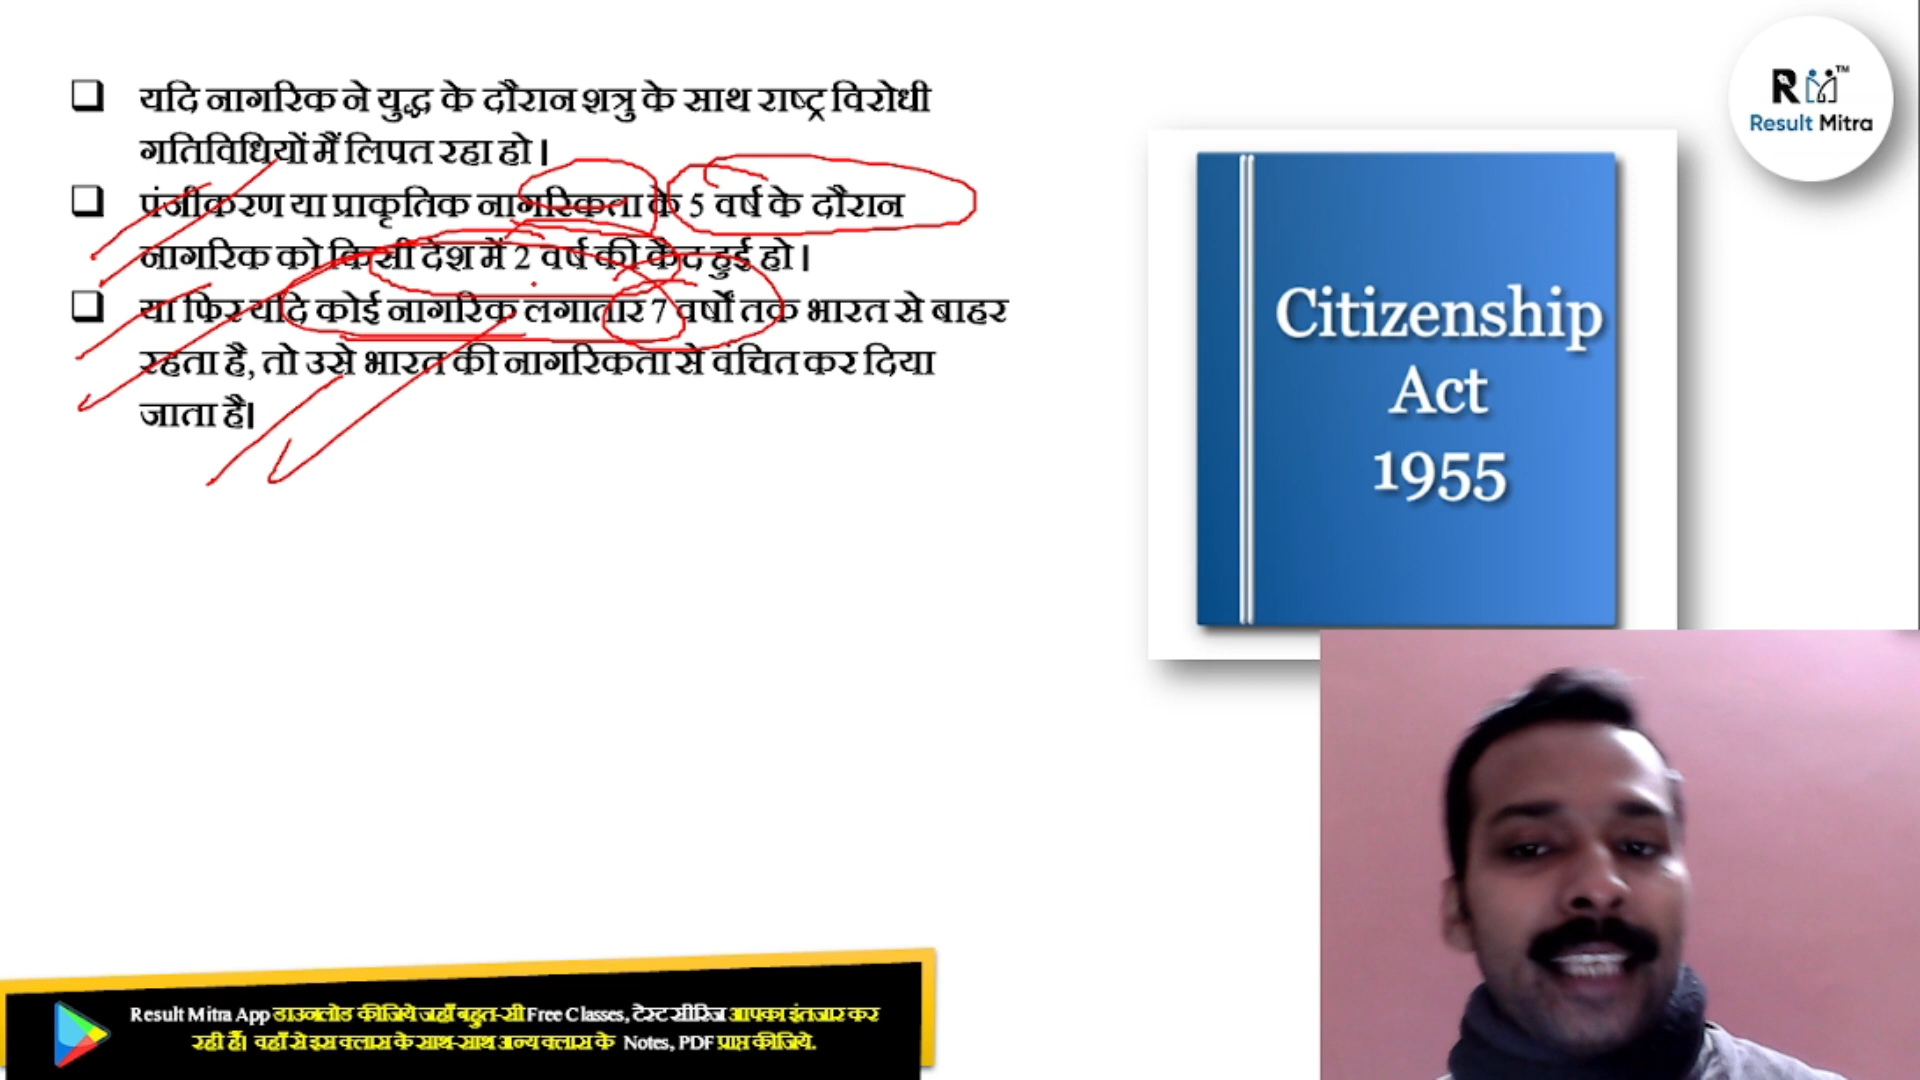 यदि नागरिक ने युद्ध के दौरान शत्रु के साथ राष्ट्र विरोधी
गतिविधियों मैं लिपत रहा हो।
पंजीकरण या प्राकृतिक नागरिकता के 5 वर्ष के दौरान
नागरिक को किसी देश में 2 वर्ष की कैद हुई हो।
या फिर यदि कोई नागरिक लगातार 7 वर्षों तक भारत से बाहर
रहता है, तो उसे भारत की नागरिकता से वंचित कर दिया
जाता है।
Citizenship
Act
1955
R TM
Result Mitra
Result Mitra App डाउनलोड कीजिये जहाँ बहुत-सी Free Classes, टेस्ट सीरिज आपका इंतजार कर
रही हैं। वहाँ से इस क्लास के साथ-साथ अन्य क्लास के Notes, PDF प्राप्त कीजिये.